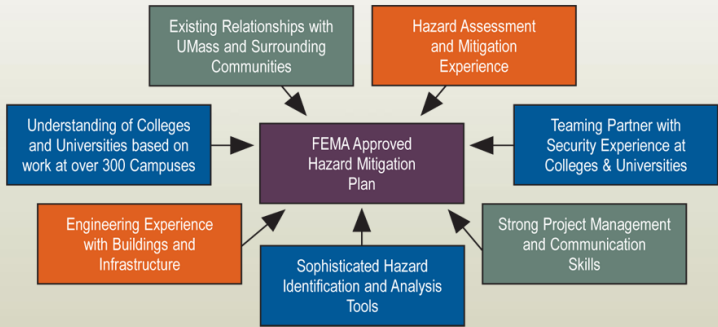 Existing Relationships with
UMass and Surrounding
Communities
Hazard Assessment
and Mitigation
Experience
Understanding of Colleges
and Universities based on
work at over 300 Campuses
FEMA Approved
Hazard Mitigation
Plan
Teaming Partner with
Security Experience at
Colleges & Universities
Engineering Experience
with Buildings and
Infrastructure
Sophisticated Hazard
Identification and Analysis
Tools
Strong Project Management
and Communication
Skills